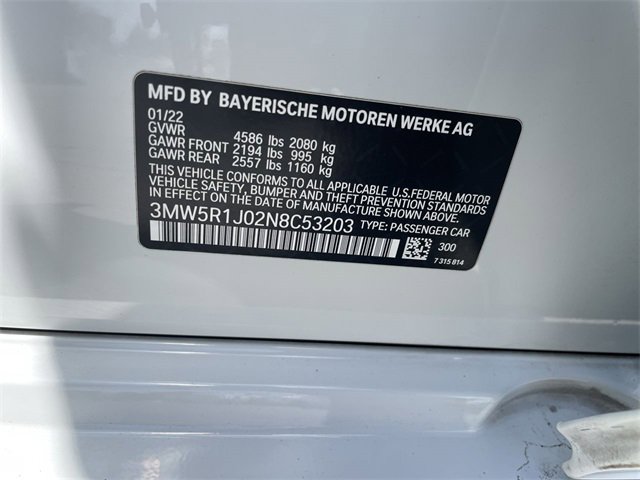 MFD BY BAYERISCHE MOTOREN WERKE AG
01/22
GVWR 4586 lbs 2080 kg
GAWR FRONT 2194 lbs 995 kg
GAWR REAR 2557 lbs 1160 kg
THIS VEHICLE CONFORMS TO ALL APPLICABLE U.S.FEDERAL MOTOR
VEHICLE SAFETY, BUMPER AND THEFT PREVENTION STANDARDS
IN EFFECT ON THE DATE OF MANUFACTURE SHOWN ABOVE.
3MW5R1J02N8C53203 TYPE: PASSENGER CAR
300
7 315 814